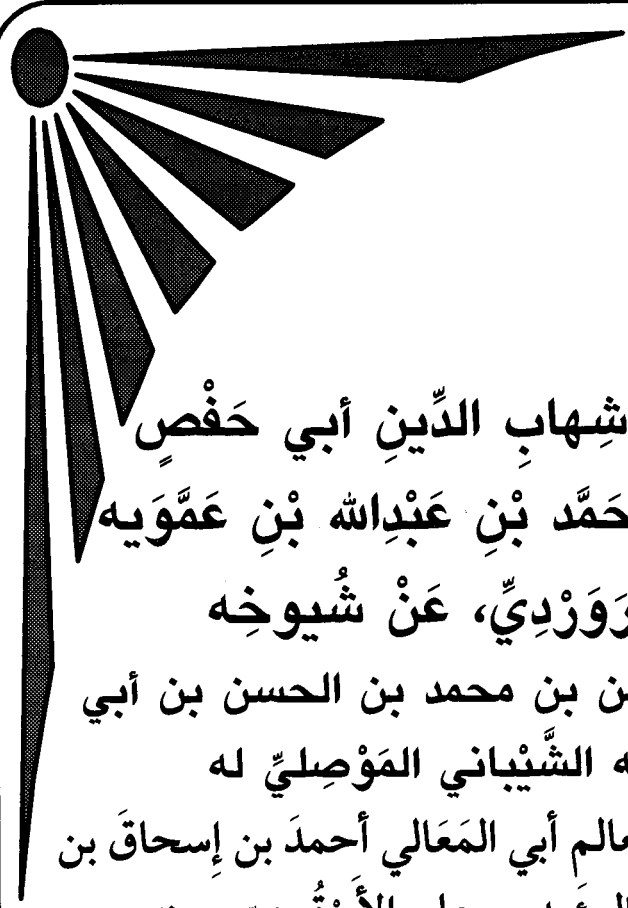 شِهابِ الدِّينِ أبي حَفْصٍ
حَمَّد بْنِ عَبْدِالله بْنِ عَمَّوَيه
رَوَرْدِيِّ، عَنْ شُيوخِه
ن بن محمد بن الحسن بن أبي
ه الشَّيْباني المَوْصِليِّ له
عالم أبي المَعَالي أحمدَ بن إِسحاقَ بن